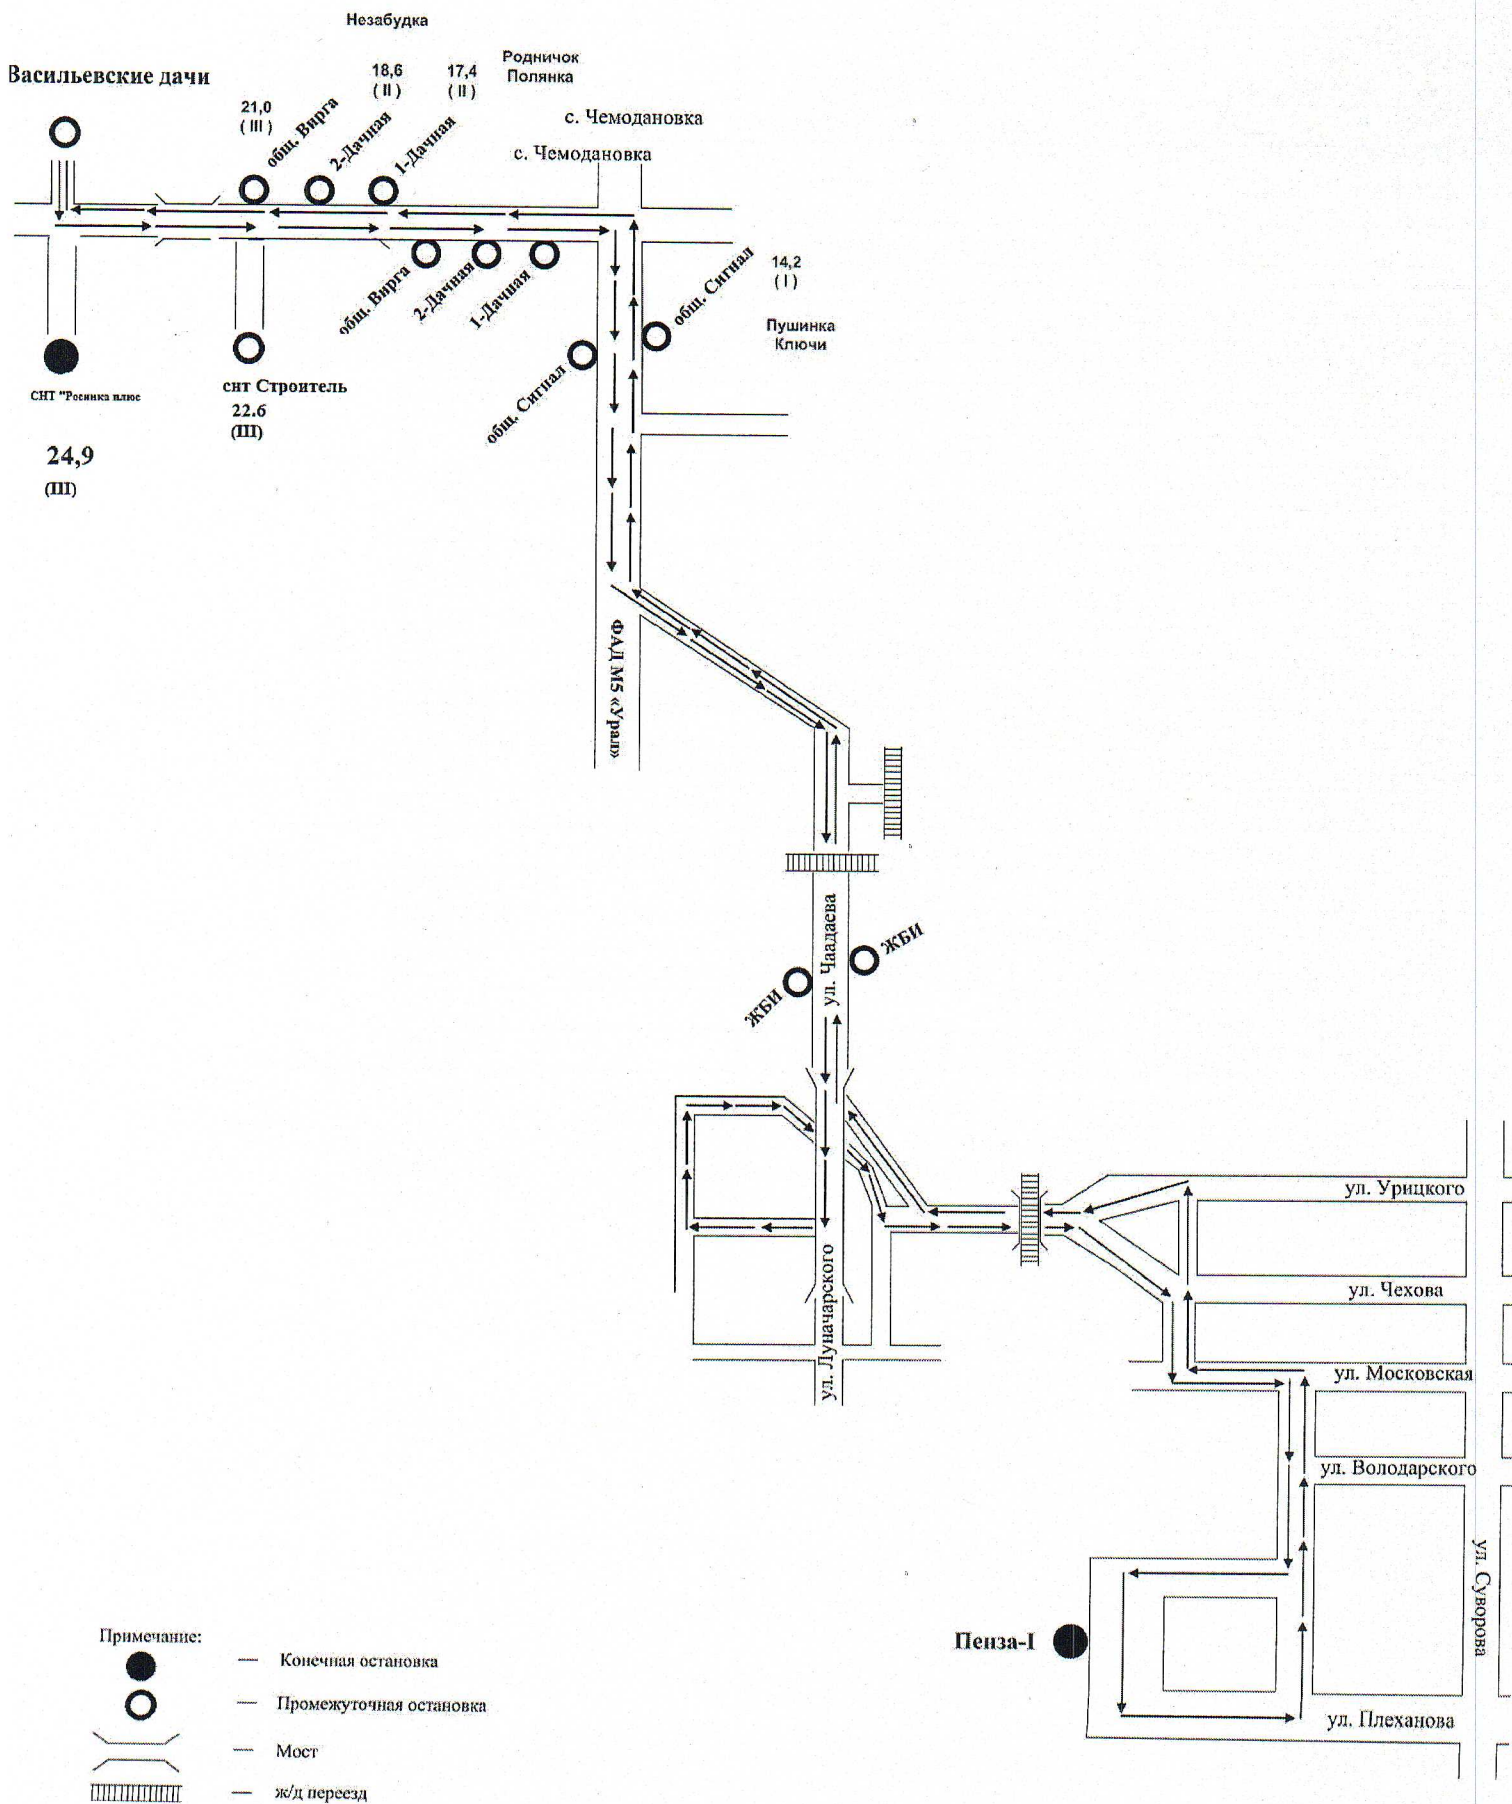 Незабудка
Васильевские дачи
18,6
( II )
17,4
( II )
Родничок
Полянка
21,0
( III )
общ. Вирга
2-Дачная
1-Дачная
с. Чемодановка
с. Чемодановка
общ. Вирга
2-Дачная
1-Дачная
общ. Сигнал
14,2
( I )
Пушинка
Ключи
общ. Сигнал
СНТ "Росинка плюс
24,9
(III)
снт Строитель
22.6
(III)
ФАД М5 «Урал»
ул. Чаадаева
ЖБИ
ЖБИ
ул. Луначарского
ул. Урицкого
ул. Чехова
ул. Московская
ул. Володарского
ул. Суворова
Пенза-I
ул. Плеханова
Примечание:
— Конечная остановка
— Промежуточная остановка
— Мост
— ж/д переезд